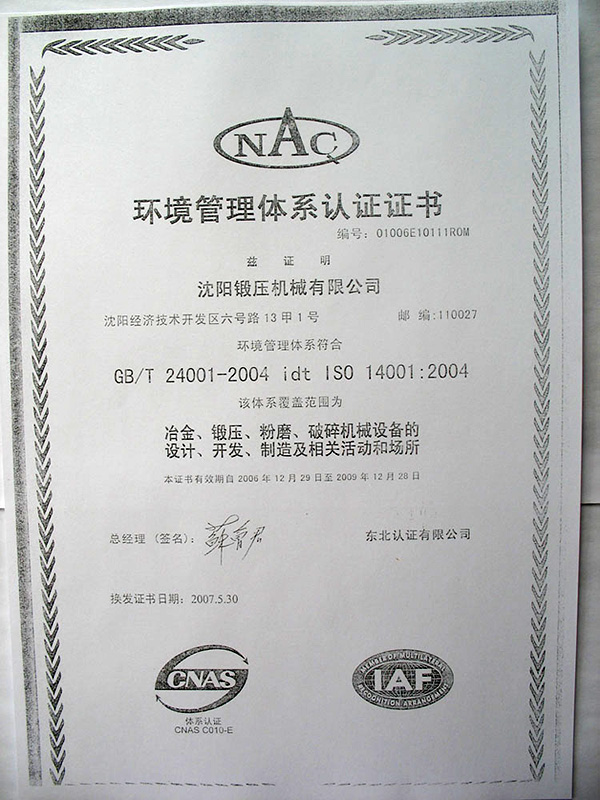 NAC
环境管理体系认证证书
编号: 01006E10111R0M
兹 证 明
沈阳锻压机械有限公司
沈阳经济技术开发区六号路13甲1号 邮 编:110027
环境管理体系符合
GB/T 24001-2004 idt ISO 14001:2004
该体系覆盖范围为
冶金、锻压、粉磨、破碎机械设备的
设计、开发、制造及相关活动和场所
本证书有效期自2006年12月29日至2009年12月28日
总经理 (签名):
东北认证有限公司
换发证书日期: 2007.5.30
CNAS
体系认证
CNAS C010-E
MEMBER OF MULTILATERAL
IAF
RECOGNITION ARRANGEMENT